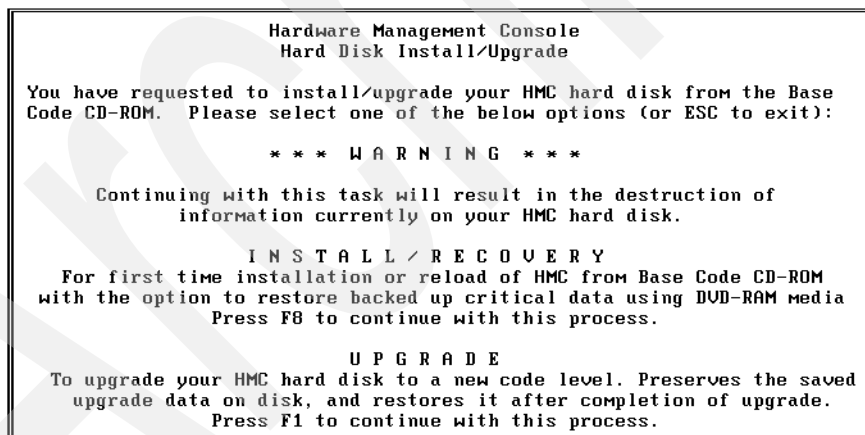 Hardware Management Console
Hard Disk Install/Upgrade
You have requested to install/upgrade your HMC hard disk from the Base
Code CD-ROM.  Please select one of the below options (or ESC to exit):
* * *  W A R N I N G  * * *
Continuing with this task will result in the destruction of
information currently on your HMC hard disk.
I N S T A L L / R E C O V E R Y
For first time installation or reload of HMC from Base Code CD-ROM
with the option to restore backed up critical data using DVD-RAM media
Press F8 to continue with this process.
U P G R A D E
To upgrade your HMC hard disk to a new code level. Preserves the saved
upgrade data on disk, and restores it after completion of upgrade.
Press F1 to continue with this process.